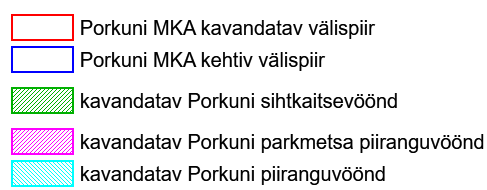 Porkuni MKA kavandatav välispiir
Porkuni MKA kehtiv välispiir
kavandatav Porkuni sihtkaitsevöönd
kavandatav Porkuni parkmetsa piiranguvöönd
kavandatav Porkuni piiranguvöönd